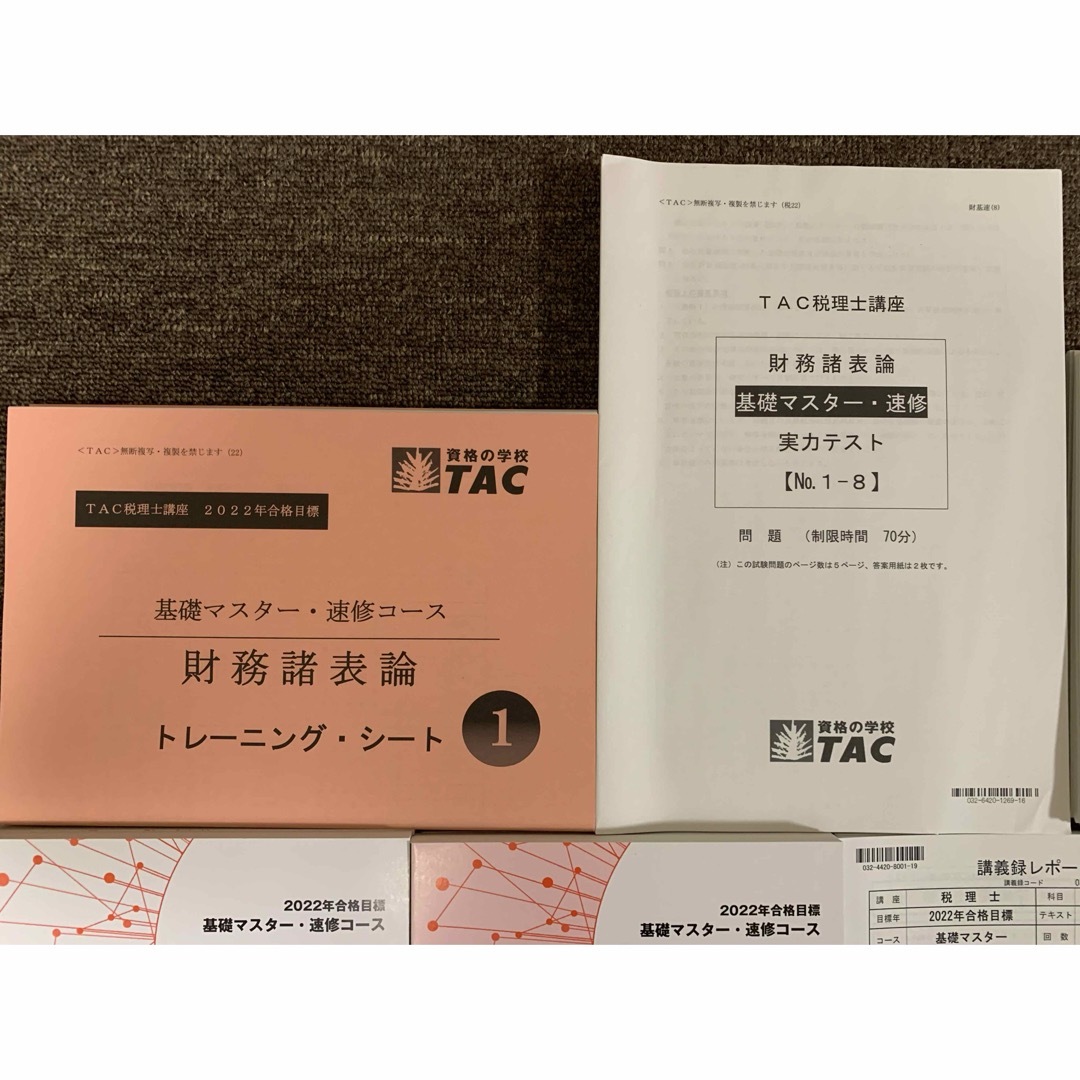 <TAC>無断複写・複製を禁じます (22)
資格の学校
TAC
TAC税理士講座 2022年合格目標
基礎マスター・速修コース
財務諸表論
トレーニング・シート
1
<TAC>無断複写・複製を禁じます (税22)
財基速(8)
TAC税理士講座
財務諸表論
基礎マスター・速修
実力テスト
【No.1-8】
問 題 (制限時間 70分)
(注) この試験問題のページ数は5ページ、答案用紙は2枚です。
資格の学校
TAC
032-6420-1269-16
2022年合格目標
基礎マスター・速修コース
2022年合格目標
基礎マスター・速修コース
032-4420-6001-19
講義録レポー
講義録コード 0
講 座 税 理 士 科目
目標年 2022年合格目標 テキスト
コース 基礎マスター 回 数